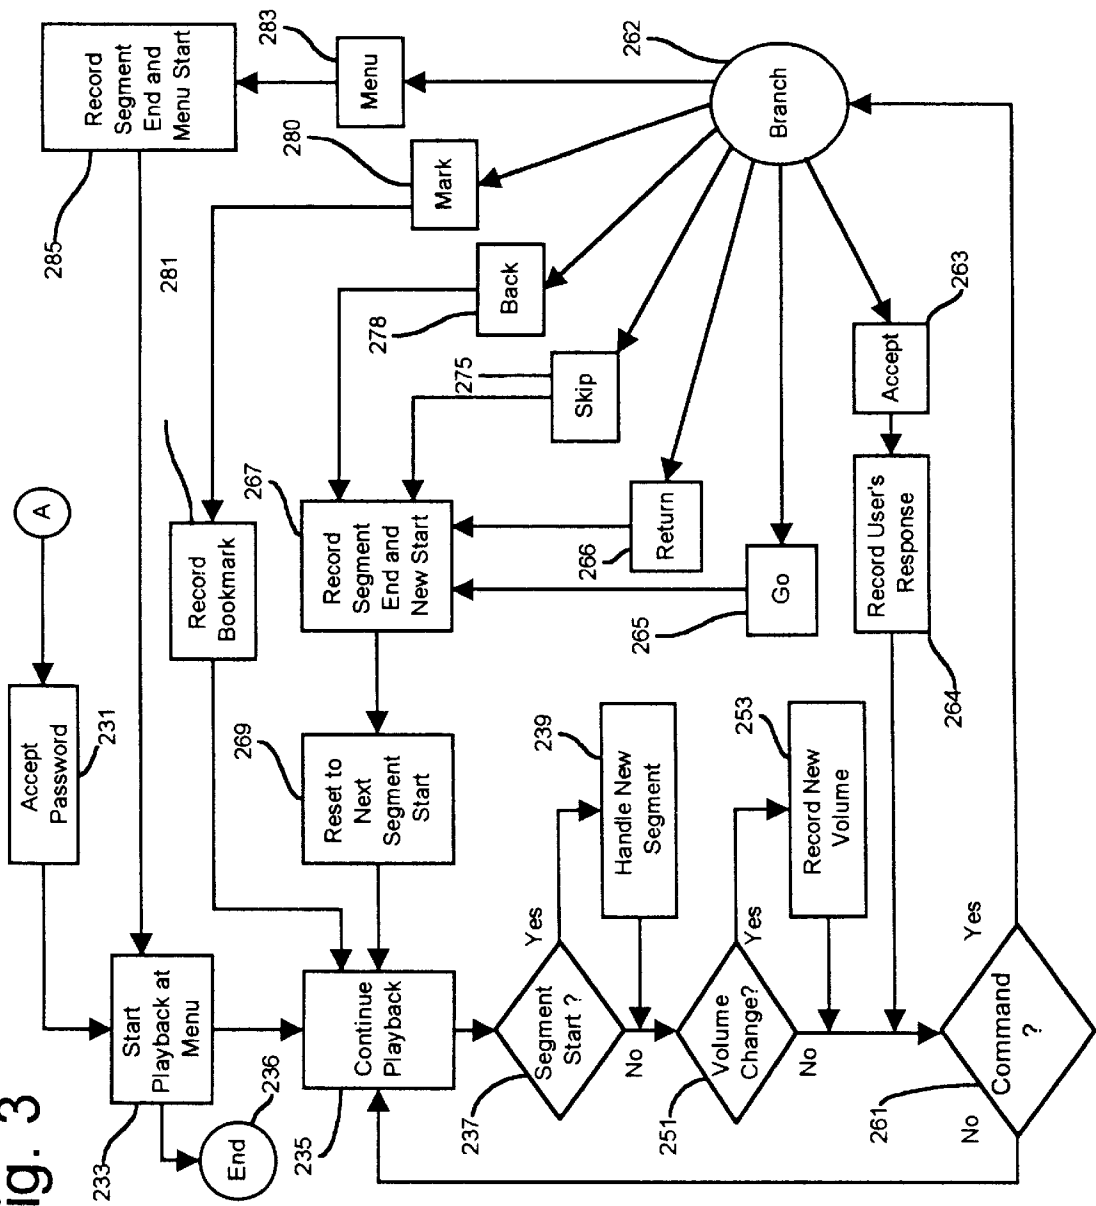 ig. 3
A
Accept
Password
231
Start
Playback at
Menu
233
End
236
Record
Segment
End and
Menu Start
285
281
Record
Bookmark
Menu
283
Mark
280
Back
278
Skip
275
Return
266
Go
265
Accept
263
Record User's
Response
264
Branch
262
Record
Segment
End and
New Start
267
Reset to
Next
Segment
Start
269
Continue
Playback
235
Segment
Start ?
237
Yes
No
Handle New
Segment
239
Volume
Change?
251
Yes
No
Record New
Volume
253
Command
?
261
Yes
No